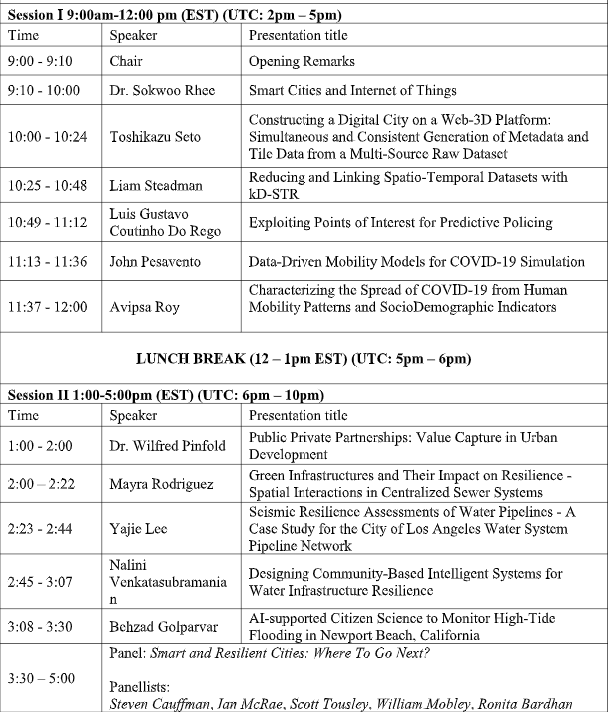 Session I 9:00am-12:00 pm (EST) (UTC: 2pm – 5pm)
Time Speaker Presentation title
9:00 - 9:10 Chair Opening Remarks
9:10 - 10:00 Dr. Sokwoo Rhee Smart Cities and Internet of Things
10:00 - 10:24 Toshikazu Seto Constructing a Digital City on a Web-3D Platform:
Simultaneous and Consistent Generation of Metadata and
Tile Data from a Multi-Source Raw Dataset
10:25 - 10:48 Liam Steadman Reducing and Linking Spatio-Temporal Datasets with
kD-STR
10:49 - 11:12 Luis Gustavo
Coutinho Do Rego Exploiting Points of Interest for Predictive Policing
11:13 - 11:36 John Pesavento Data-Driven Mobility Models for COVID-19 Simulation
11:37 - 12:00 Avipsa Roy Characterizing the Spread of COVID-19 from Human
Mobility Patterns and SocioDemographic Indicators
LUNCH BREAK (12 – 1pm EST) (UTC: 5pm – 6pm)
Session II 1:00-5:00pm (EST) (UTC: 6pm – 10pm)
Time Speaker Presentation title
1:00 - 2:00 Dr. Wilfred Pinfold Public Private Partnerships: Value Capture in Urban
Development
2:00 – 2:22 Mayra Rodriguez Green Infrastructures and Their Impact on Resilience -
Spatial Interactions in Centralized Sewer Systems
2:23 - 2:44 Yajie Lee Seismic Resilience Assessments of Water Pipelines - A
Case Study for the City of Los Angeles Water System
Pipeline Network
2:45 - 3:07 Nalini
Venkatasubramania
n Designing Community-Based Intelligent Systems for
Water Infrastructure Resilience
3:08 - 3:30 Behzad Golparvar AI-supported Citizen Science to Monitor High-Tide
Flooding in Newport Beach, California
3:30 – 5:00 Panel: Smart and Resilient Cities: Where To Go Next?
Panellists:
Steven Cauffman, Ian McRae, Scott Tousley, William Mobley, Ronita Bardhan